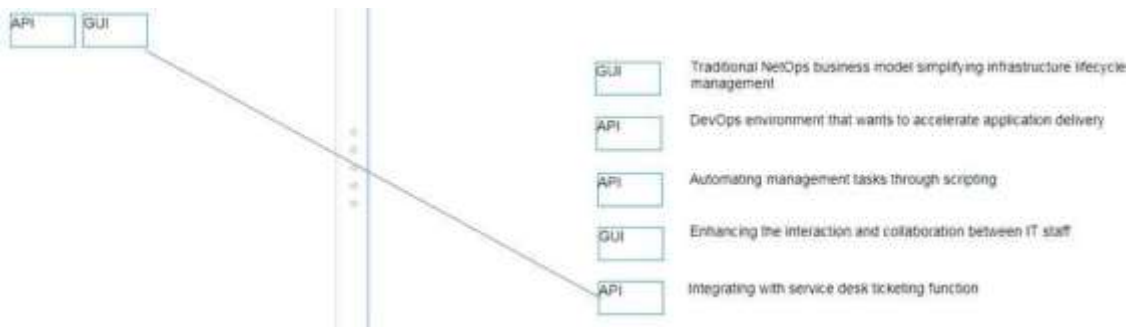 API GUI
GUI Traditional NetOps business model simplifying infrastructure lifecycle
management
API DevOps environment that wants to accelerate application delivery
API Automating management tasks through scripting
GUI Enhancing the interaction and collaboration between IT staff
API Integrating with service desk ticketing function